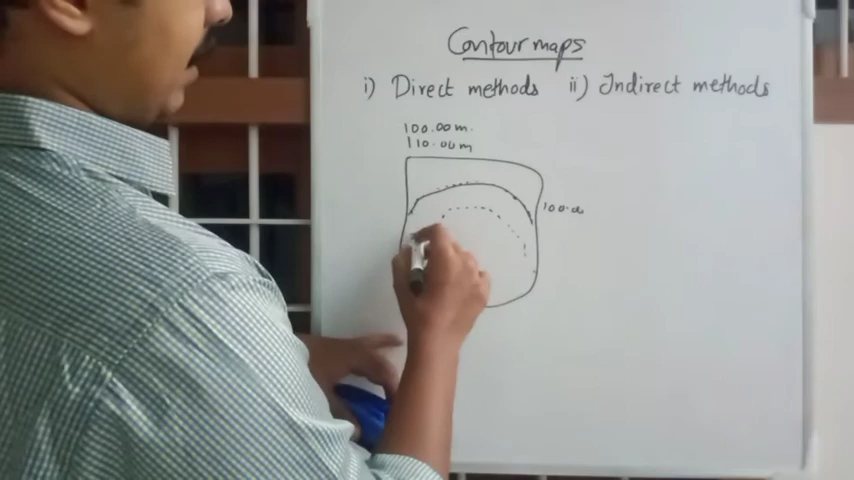 Contour maps
i) Direct methods ii) Indirect methods
100.00 m.
110.00 m